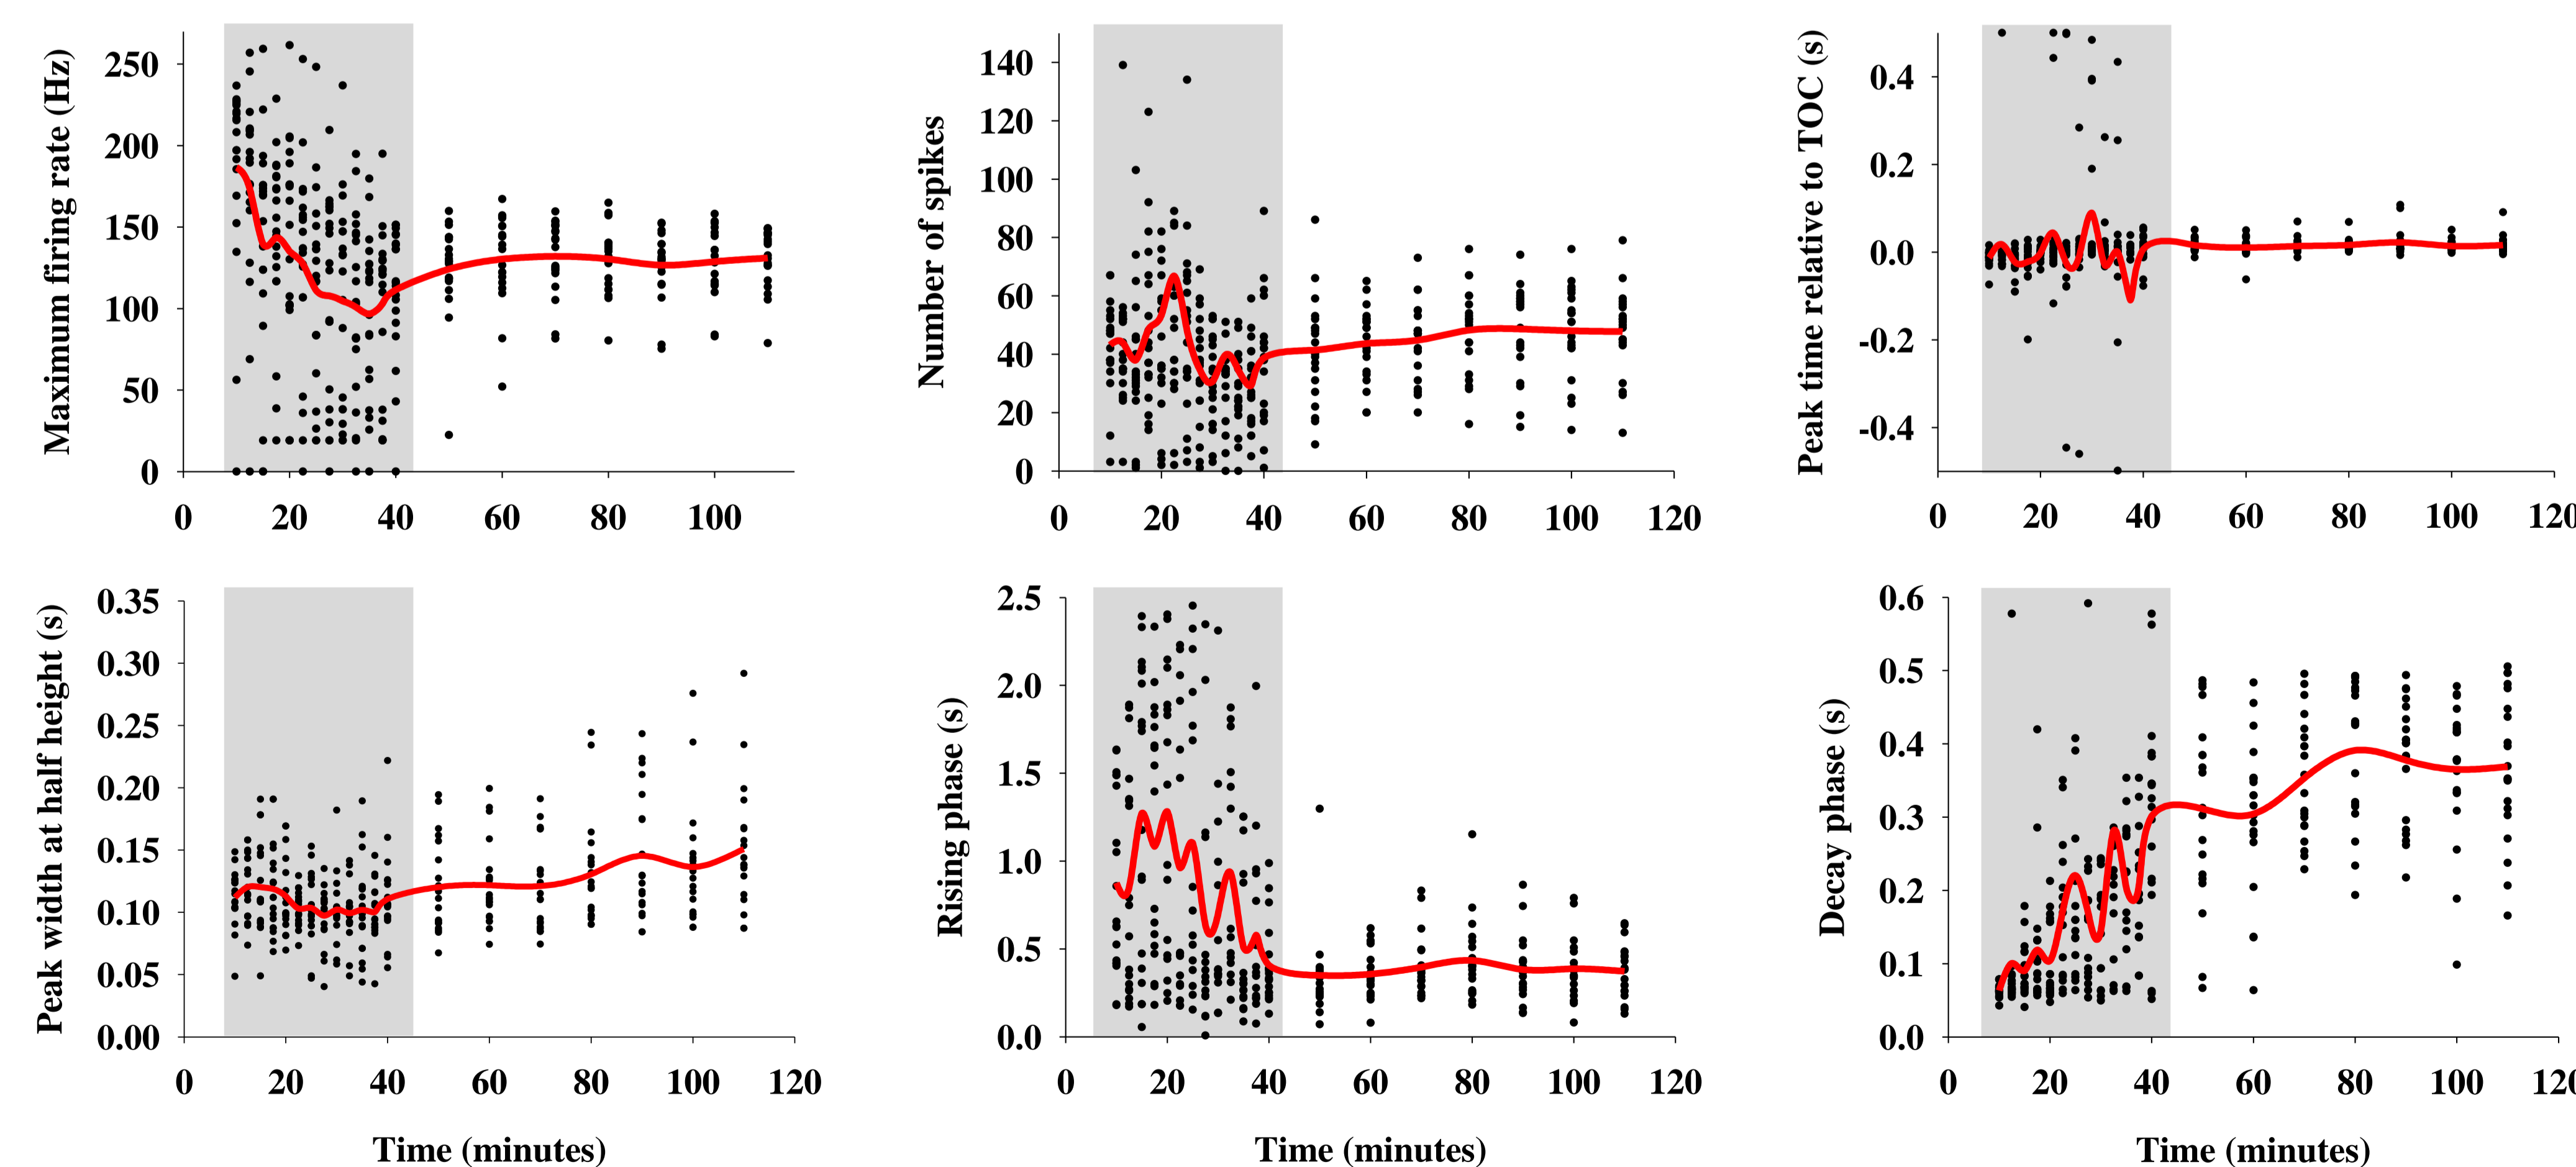 Maximum firing rate (Hz)
250
200
150
100
50
0
0 20 40 60 80 100
Number of spikes
140
120
100
80
60
40
20
0
0 20 40 60 80 100 120
Peak time relative to TOC (s)
0.4
0.2
0.0
-0.2
-0.4
0 20 40 60 80 100 120
Peak width at half height (s)
0.35
0.30
0.25
0.20
0.15
0.10
0.05
0.00
0 20 40 60 80 100 120
Time (minutes)
Rising phase (s)
2.5
2.0
1.5
1.0
0.5
0.0
0 20 40 60 80 100 120
Time (minutes)
Decay phase (s)
0.6
0.5
0.4
0.3
0.2
0.1
0.0
0 20 40 60 80 100 120
Time (minutes)